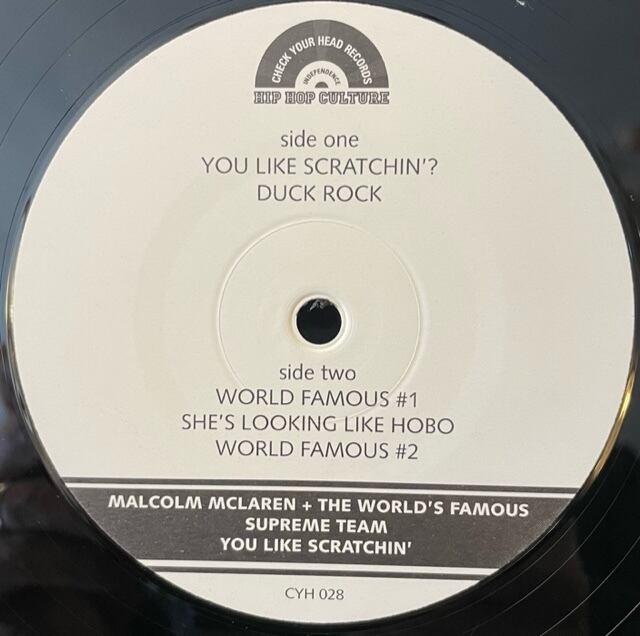 CHECK YOUR HEAD RECORDS
INDEPENDENCE
HIP HOP CULTURE
side one
YOU LIKE SCRATCHIN'?
DUCK ROCK
side two
WORLD FAMOUS #1
SHE'S LOOKING LIKE HOBO
WORLD FAMOUS #2
MALCOLM MCLAREN + THE WORLD'S FAMOUS
SUPREME TEAM
YOU LIKE SCRATCHIN'
CYH 028